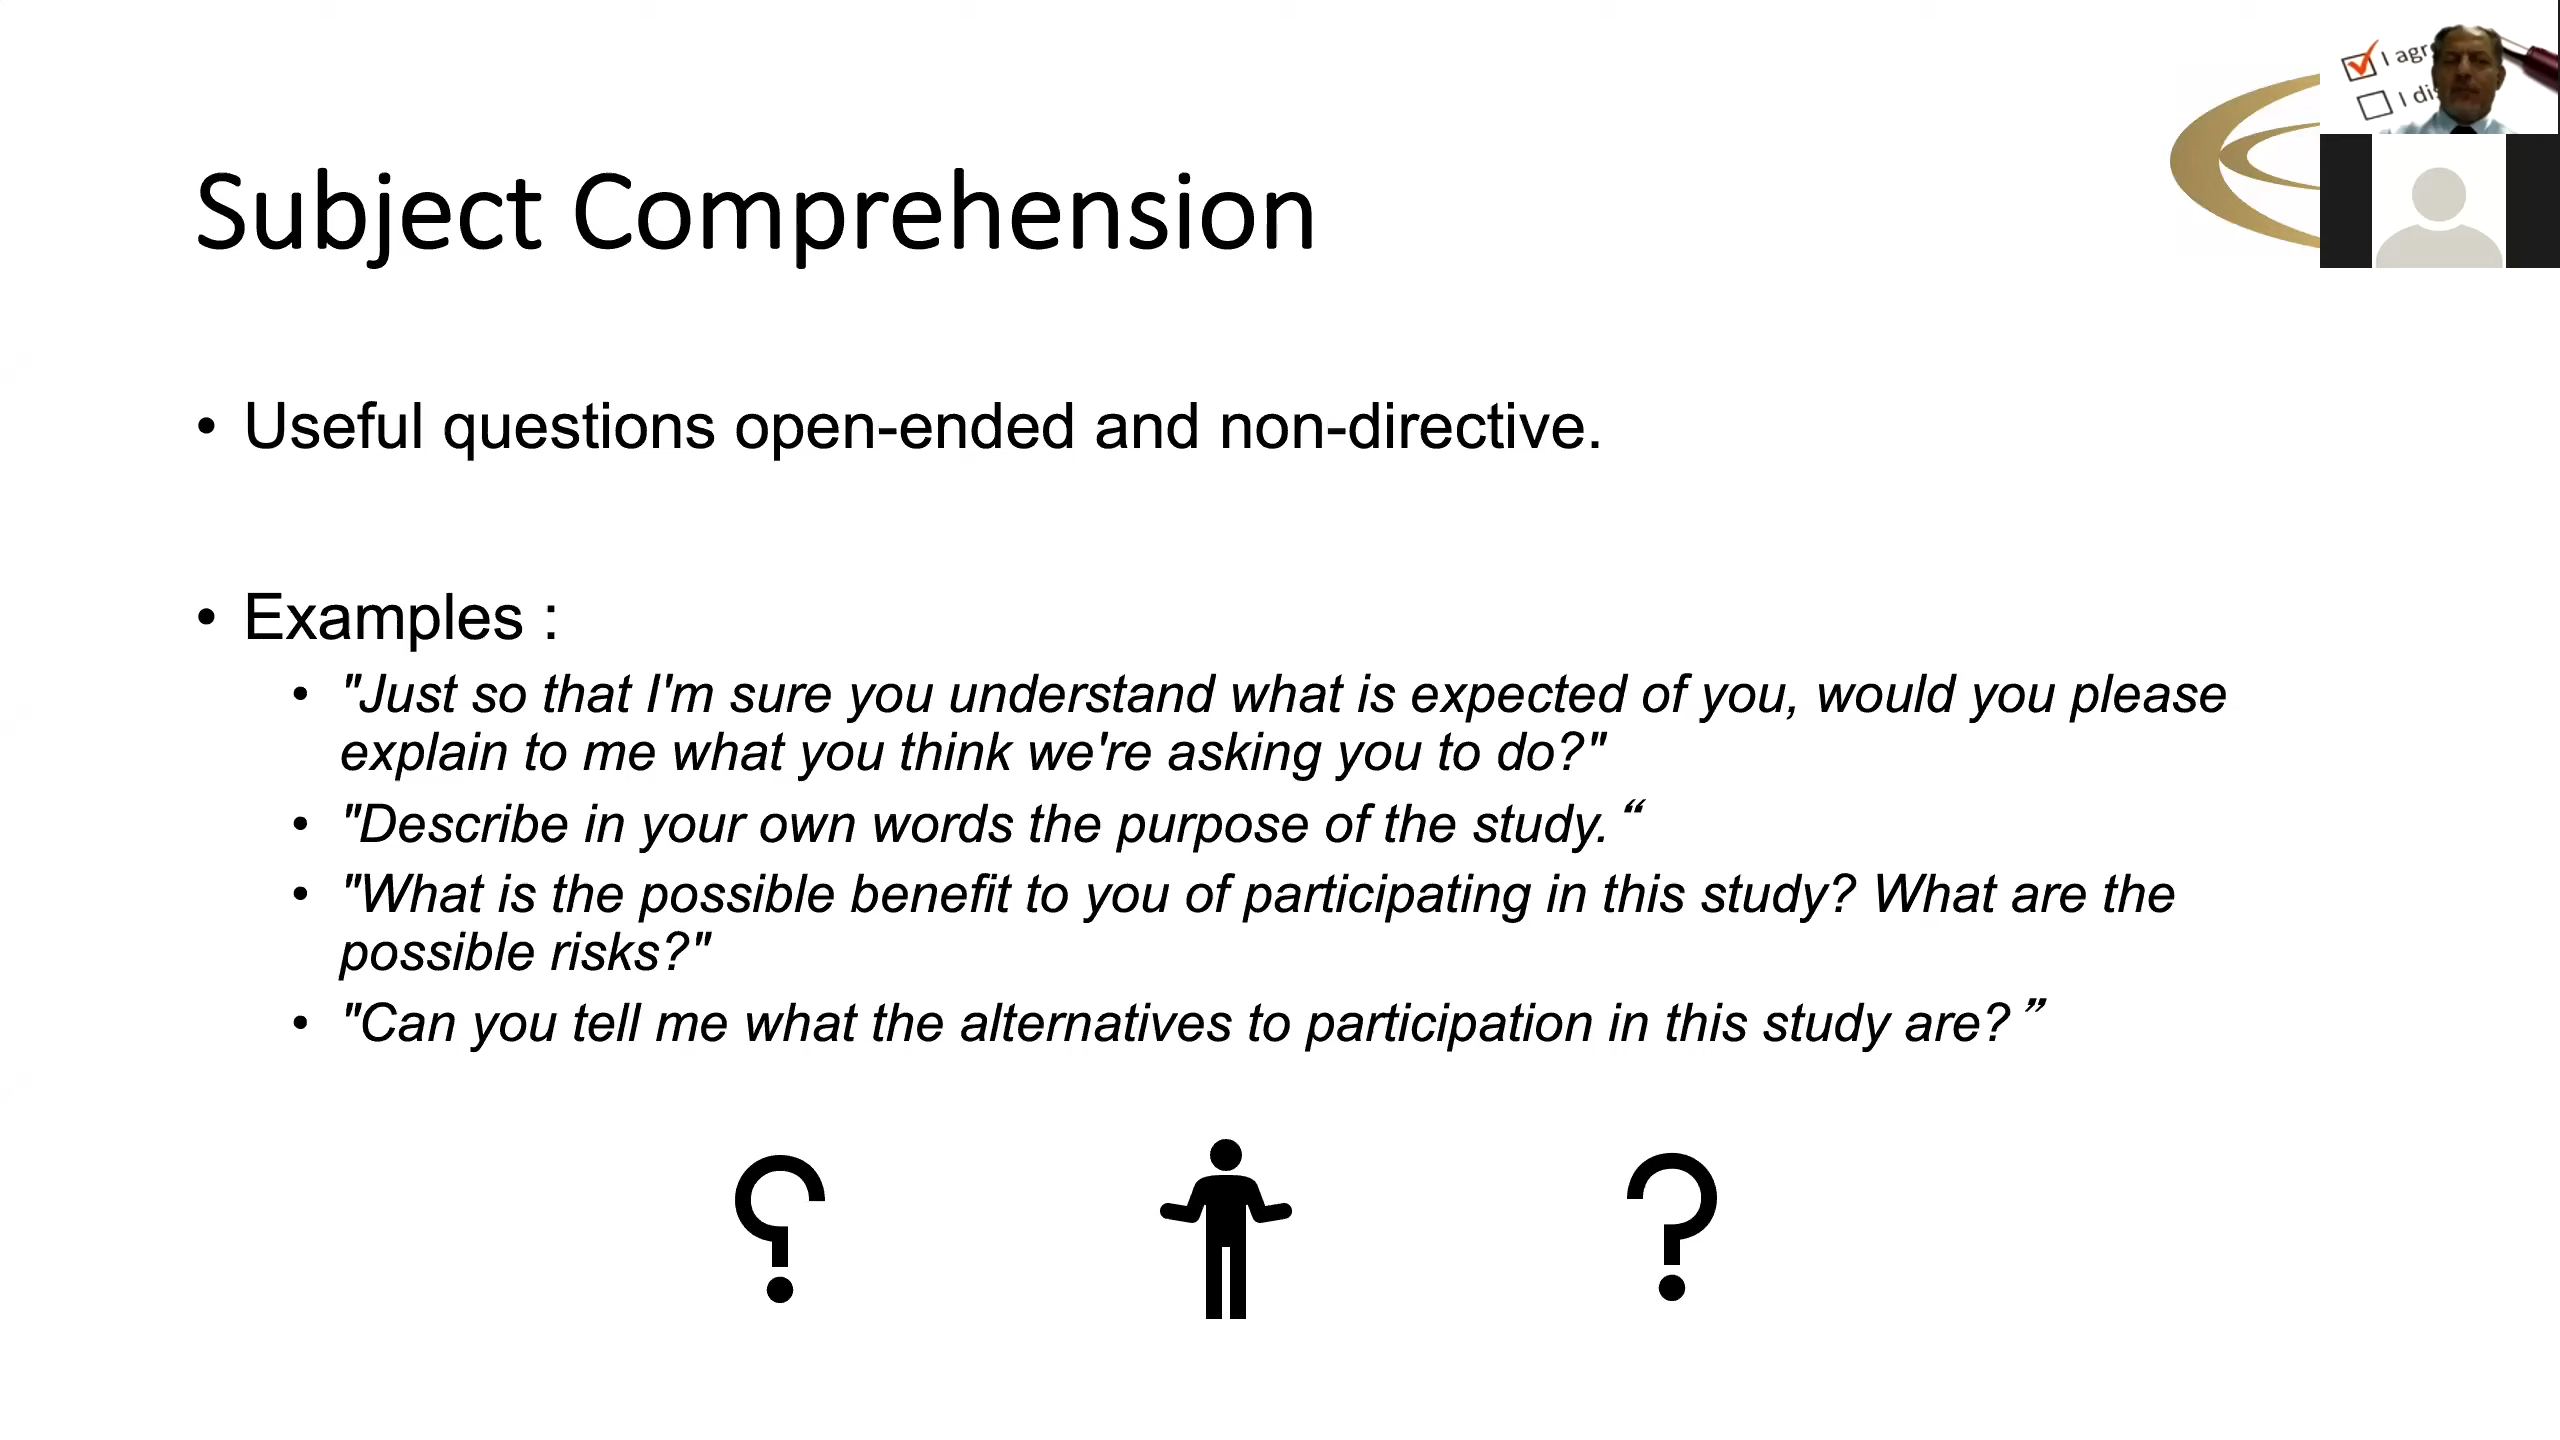 I agr
I di
Subject Comprehension
• Useful questions open-ended and non-directive.
• Examples :
• "Just so that I'm sure you understand what is expected of you, would you please
explain to me what you think we're asking you to do?"
• "Describe in your own words the purpose of the study.“
• "What is the possible benefit to you of participating in this study? What are the
possible risks?"
• "Can you tell me what the alternatives to participation in this study are?”